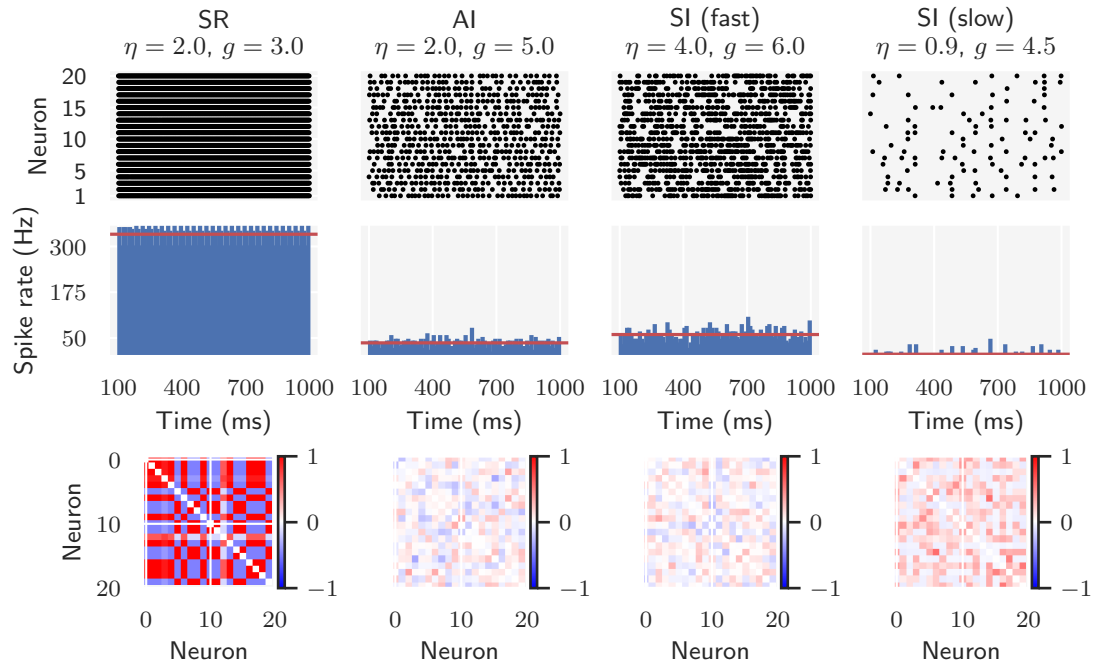 SR
AI
SI (fast)
SI (slow)
η = 2.0, g = 3.0
η = 2.0, g = 5.0
η = 4.0, g = 6.0
η = 0.9, g = 4.5
Neuron
20
15
10
5
1
Spike rate (Hz)
300
175
50
100 400 700 1000
100 400 700 1000
100 400 700 1000
100 400 700 1000
Time (ms)
Time (ms)
Time (ms)
Time (ms)
Neuron
0
10
20
1
0
−1
1
0
−1
1
0
−1
1
0
−1
0 10 20
0 10 20
0 10 20
0 10 20
Neuron
Neuron
Neuron
Neuron